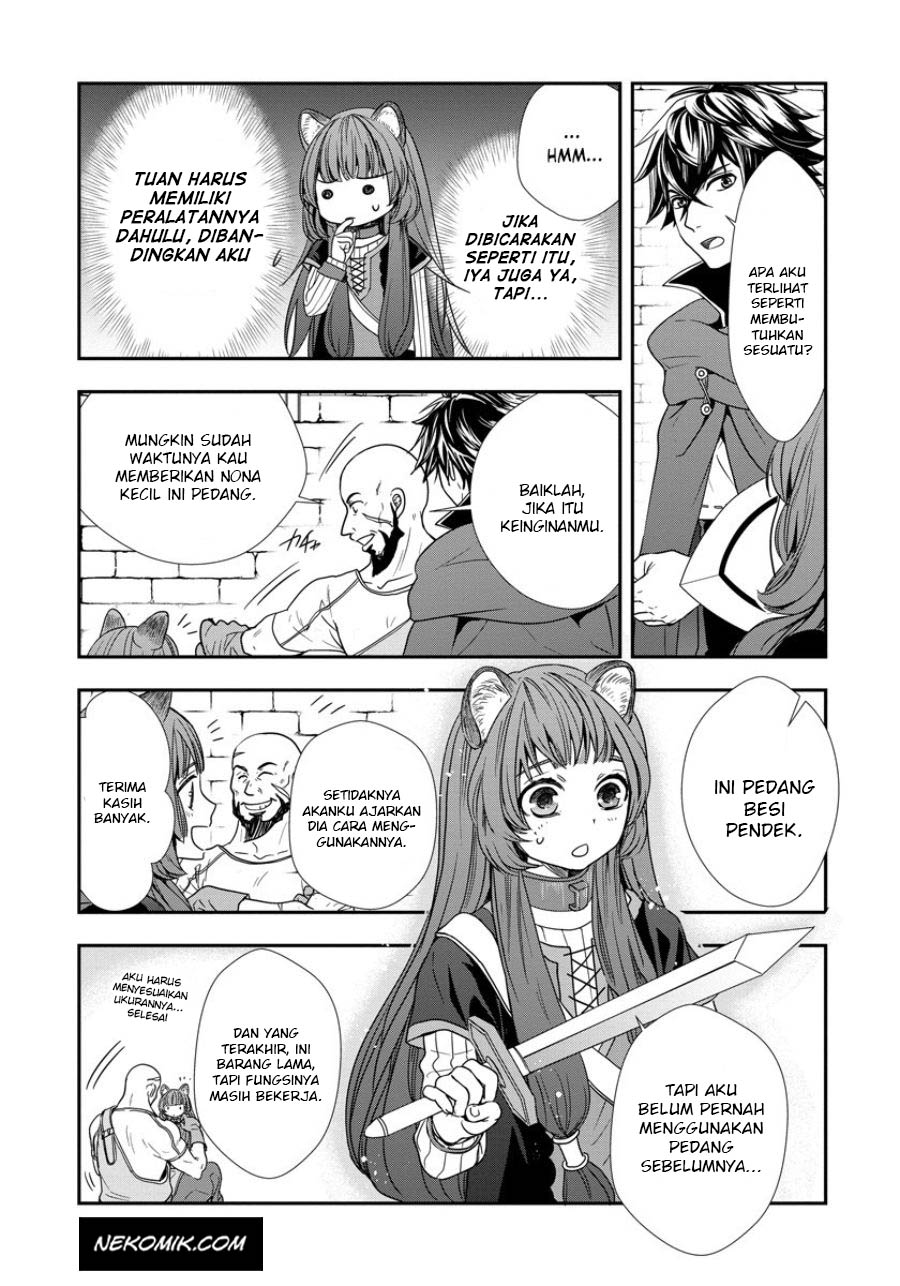 APA AKU
TERLIHAT
SEPERTI
MEMBU-
TUHKAN
SESUATU?
...
HMM...
JIKA
DIBICARAKAN
SEPERTI ITU,
IYA JUGA YA,
TAPI...
TUAN HARUS
MEMILIKI
PERALATANNYA
DAHULU, DIBAN-
DINGKAN AKU
BAIKLAH,
JIKA ITU
KEINGINANMU.
MUNGKIN SUDAH
WAKTUNYA KAU
MEMBERIKAN NONA
KECIL INI PEDANG.
INI PEDANG
BESI
PENDEK.
SETIDAKNYA
AKANKU AJARKAN
DIA CARA MENG-
GUNAKANNYA.
TERIMA
KASIH
BANYAK.
TAPI AKU
BELUM PERNAH
MENGGUNAKAN
PEDANG
SEBELUMNYA...
DAN YANG
TERAKHIR, INI
BARANG LAMA,
TAPI FUNGSINYA
MASIH BEKERJA.
AKU HARUS
MENYESUAIKAN
UKURANNYA...
SELESAI
NEKOMIK.COM